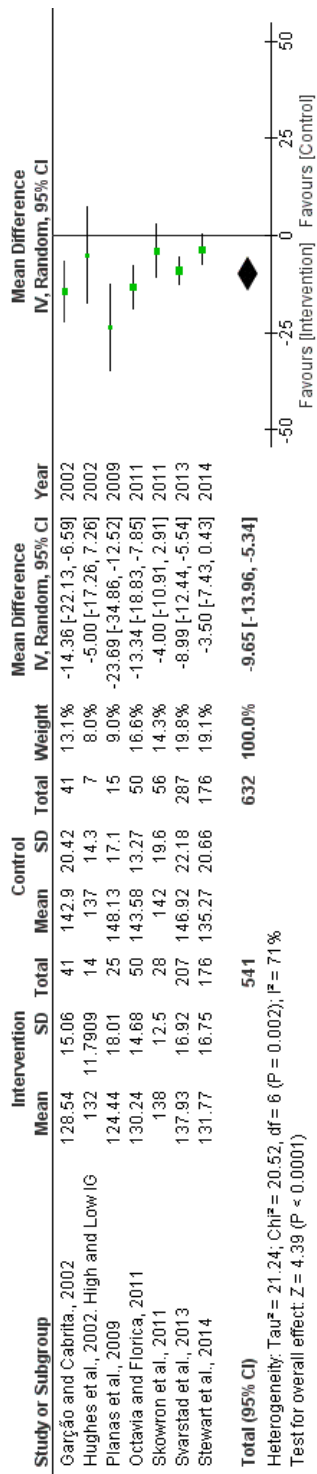 Intervention Control Mean Difference Mean Difference
Study or Subgroup Mean SD Total Mean SD Total Weight IV, Random, 95% CI Year IV, Random, 95% CI
Garção and Cabrita., 2002 128.54 15.06 41 142.9 20.42 41 13.1% -14.36 [-22.13, -6.59] 2002
Hughes et al., 2002. High and Low IG 132 11.7909 14 137 14.3 7 8.0% -5.00 [-17.26, 7.26] 2002
Planas et al., 2009 124.44 18.01 25 148.13 17.1 15 9.0% -23.69 [-34.86, -12.52] 2009
Octavia and Florica, 2011 130.24 14.68 50 143.58 13.27 50 16.6% -13.34 [-18.83, -7.85] 2011
Skowron et al., 2011 138 12.5 28 142 19.6 56 14.3% -4.00 [-10.91, 2.91] 2011
Svarstad et al., 2013 137.93 16.92 207 146.92 22.18 287 19.8% -8.99 [-12.44, -5.54] 2013
Stewart et al., 2014 131.77 16.75 176 135.27 20.66 176 19.1% -3.50 [-7.43, 0.43] 2014
Total (95% CI) 541 632 100.0% -9.65 [-13.96, -5.34]
Heterogeneity: Tau² = 21.24; Chi² = 20.52, df = 6 (P = 0.002); I² = 71%
Test for overall effect: Z = 4.39 (P < 0.0001)
-50 -25 0 25 50
Favours [Intervention] Favours [Control]